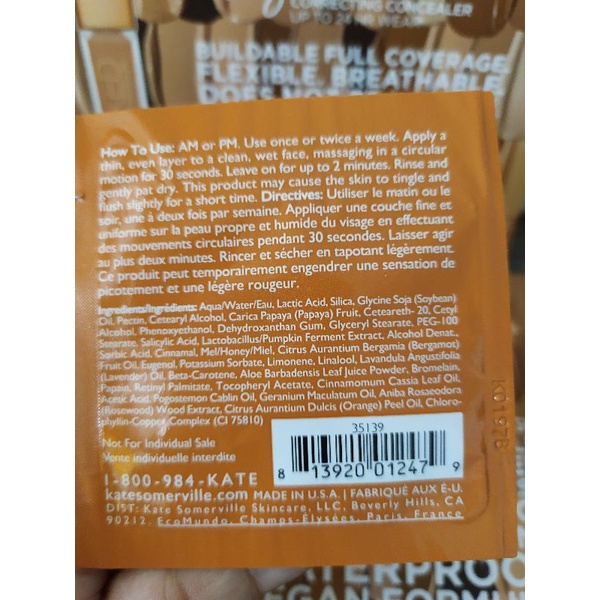 CORRECTING CONCEALER
UP TO 24 HR WEAR
BUILDABLE FULL COVERAGE
FLEXIBLE, BREATHABLE
DOES NOT
How To Use: AM or PM. Use once or twice a week. Apply a
thin, even layer to a clean, wet face, massaging in a circular
motion for 30 seconds. Leave on for up to 2 minutes. Rinse and
gently pat dry. This product may cause the skin to tingle and
flush slightly for a short time. Directives: Utiliser le matin ou le
soir, une à deux fois par semaine. Appliquer une couche fine et
uniforme sur la peau propre et humide du visage en effectuant
des mouvements circulaires pendant 30 secondes. Laisser agir
au plus deux minutes. Rincer et sécher en tapotant légèrement.
Ce produit peut temporairement engendrer une sensation de
picotement et une légère rougeur.
Ingredients/Ingrédients: Aqua/Water/Eau, Lactic Acid, Silica, Glycine Soja (Soybean)
Oil, Pectin, Cetearyl Alcohol, Carica Papaya (Papaya) Fruit, Ceteareth-20, Cetyl
Alcohol, Phenoxyethanol, Dehydroxanthan Gum, Glyceryl Stearate, PEG-100
Stearate, Salicylic Acid, Lactobacillus/Pumpkin Ferment Extract, Alcohol Denat.,
Sorbic Acid, Cinnamal, Mel/Honey/Miel, Citrus Aurantium Bergamia (Bergamot)
Fruit Oil, Eugenol, Potassium Sorbate, Limonene, Linalool, Lavandula Angustifolia
(Lavender) Oil, Beta-Carotene, Aloe Barbadensis Leaf Juice Powder, Bromelain,
Papain, Retinyl Palmitate, Tocopheryl Acetate, Cinnamomum Cassia Leaf Oil,
Acetic Acid, Pogostemon Cablin Oil, Geranium Maculatum Oil, Aniba Rosaeodora
(Rosewood) Wood Extract, Citrus Aurantium Dulcis (Orange) Peel Oil, Chloro-
phyllin-Copper Complex (CI 75810)
Not For Individual Sale
Vente individuelle interdite
35139
8 13920 01247 9
K0197B
1-800-984-KATE
katesomerville.com MADE IN U.S.A. | FABRIQUÉ AUX É-U.
DIST: Kate Somerville Skincare, LLC, Beverly Hills, CA
90212. EcoMundo, Champs-Élysées, Paris, France
WATERPROOF
VEGAN FORMULA